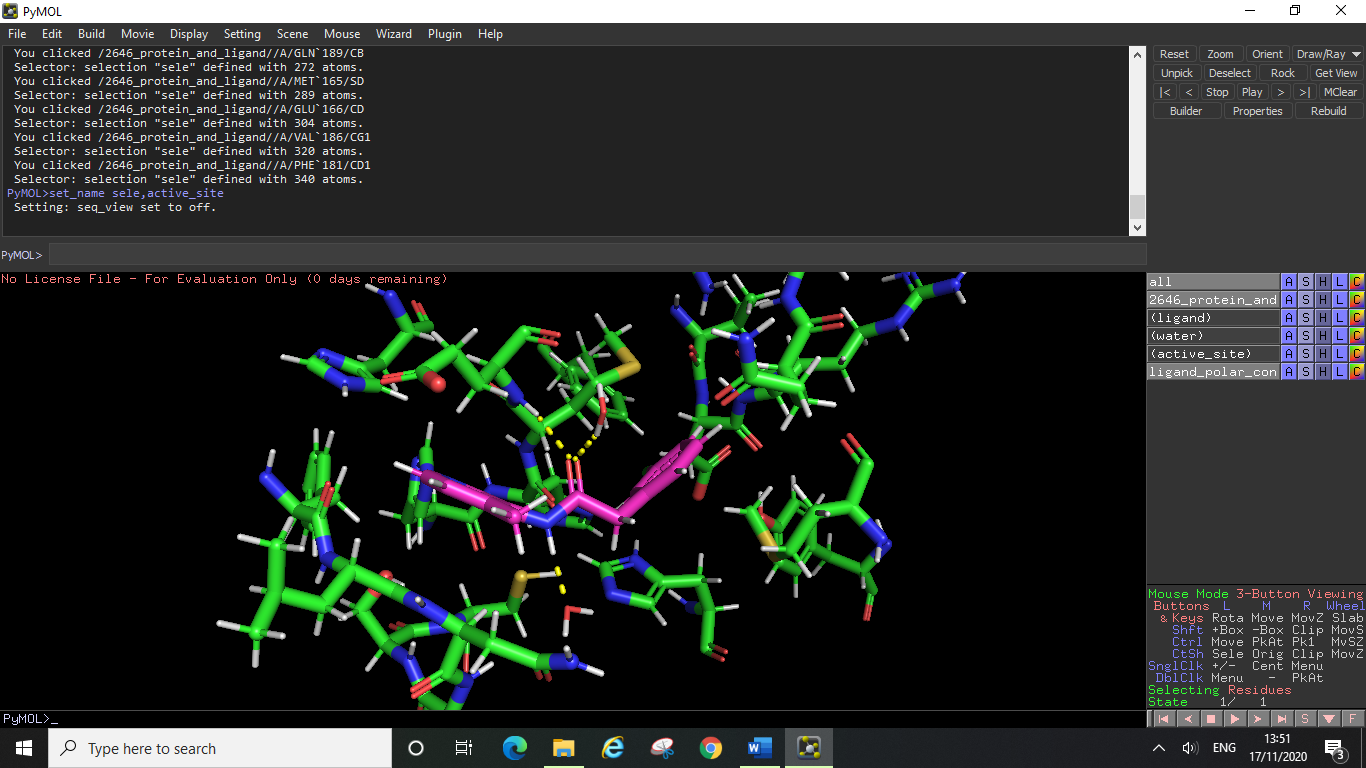 PyMOL
File Edit Build Movie Display Setting Scene Mouse Wizard Plugin Help
You clicked /2646_protein_and_ligand//A/GLN`189/CB
Selector: selection "sele" defined with 272 atoms.
You clicked /2646_protein_and_ligand//A/MET`165/SD
Selector: selection "sele" defined with 289 atoms.
You clicked /2646_protein_and_ligand//A/GLU`166/CD
Selector: selection "sele" defined with 304 atoms.
You clicked /2646_protein_and_ligand//A/VAL`186/CG1
Selector: selection "sele" defined with 320 atoms.
You clicked /2646_protein_and_ligand//A/PHE`181/CD1
Selector: selection "sele" defined with 340 atoms.
PyMOL>set_name sele,active_site
Setting: seq_view set to off.
PyMOL>
Reset Zoom Orient Draw/Ray
Unpick Deselect Rock Get View
|< < Stop Play > >| MClear
Builder Properties Rebuild
No License File - For Evaluation Only (0 days remaining)
all A S H L C
2646_protein_and A S H L C
(ligand) A S H L C
(water) A S H L C
(active_site) A S H L C
ligand_polar_con A S H L C
Mouse Mode 3-Button Viewing
Buttons L M R Wheel
& Keys Rota Move MovZ Slab
Shft +Box -Box Clip MovS
Ctrl Move PkAt Pk1 MvSZ
CtSh Sele Orig Clip MovZ
SnglClk +/- Cent Menu
DblClk Menu - PkAt
Selecting Residues
State 1/ 1
PyMOL>_
S F
Type here to search
ENG
13:51
17/11/2020
3